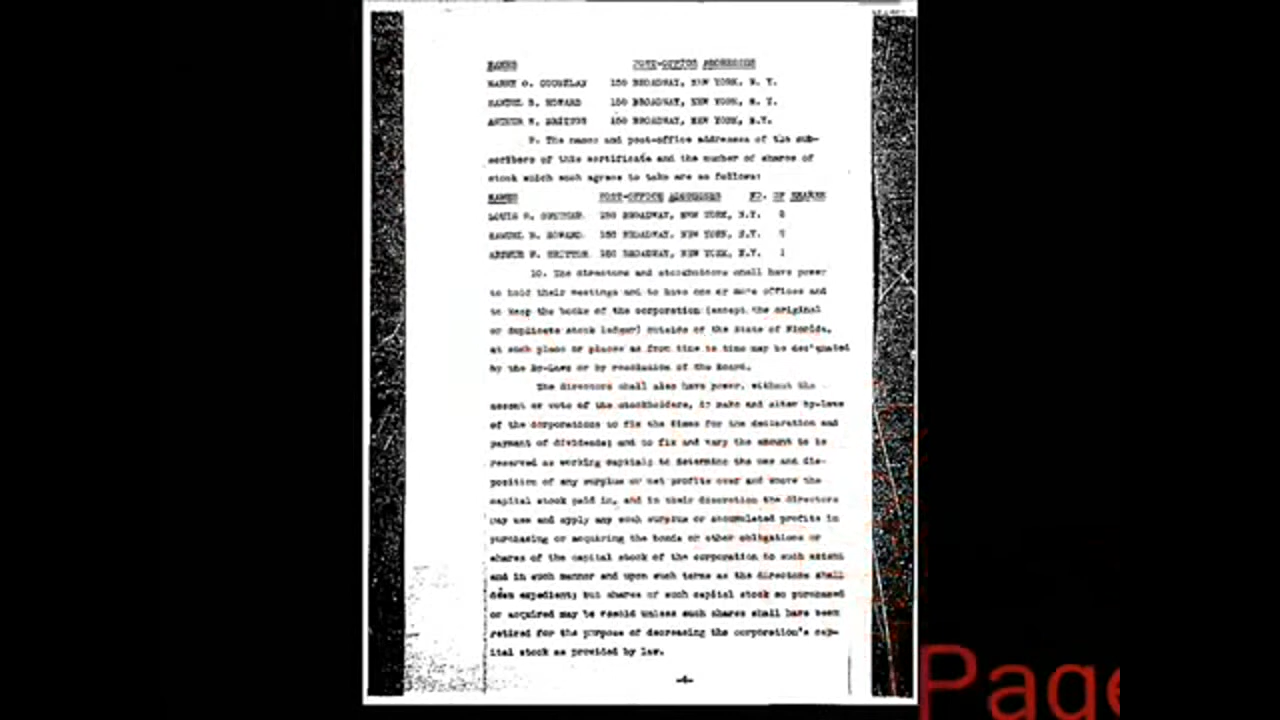 NAMES POST-OFFICE ADDRESSES
HARRY O. 150 BROADWAY, NEW YORK, N. Y.
SAMUEL B. HOWARD 150 BROADWAY, NEW YORK, N. Y.
ARTHUR W. BRITTON 150 BROADWAY, NEW YORK, N.Y.
9. The names and post-office addresses of the sub-
scribers of this certificate and the number of shares of
stock which each agrees to take are as follows:
NAMES POST-OFFICE ADDRESSES NO. OF SHARES
LOUIS 150 BROADWAY, NEW YORK, N.Y.
SAMUEL B. HOWARD 150 BROADWAY, NEW YORK, N.Y.
ARTHUR W. BRITTON 150 BROADWAY, NEW YORK, N.Y. 1
10. The directors and stockholders shall have power
to hold their meetings and to have one or more offices and
to keep the books of the corporation (except the original
or duplicate stock ledger) outside of the State of Florida,
at such place or places as from time to time may be designated
by the By-Laws or by resolution of the Board.
The directors shall also have power, without the
assent or vote of the stockholders, to make and alter by-laws
of the corporation; to fix the times for the declaration and
payment of dividends; and to fix and vary the amount to be
reserved as working capital; to determine the use and dis-
position of any surplus or net profits over and above the
capital stock paid in, and in their discretion the directors
may use and apply any such surplus or accumulated profits in
purchasing or acquiring the bonds or other obligations or
shares of the capital stock of the corporation to such extent
and in such manner and upon such terms as the directors shall
deem expedient; but shares of such capital stock so purchased
or acquired may be resold unless such shares shall have been
retired for the purpose of decreasing the corporation's cap-
ital stock as provided by law.
-4-
Page